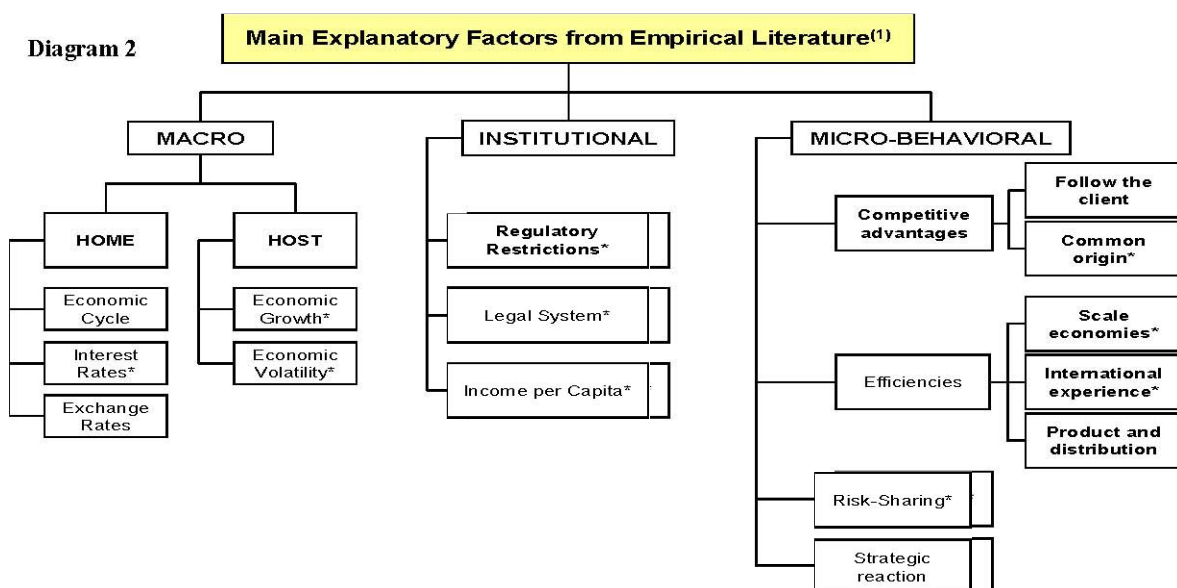 Diagram 2
Main Explanatory Factors from Empirical Literature(1)
MACRO
INSTITUTIONAL
MICRO-BEHAVIORAL
HOME
HOST
Economic
Cycle
Interest
Rates*
Exchange
Rates
Economic
Growth*
Economic
Volatility*
Regulatory
Restrictions*
Legal System*
Income per Capita*
Competitive
advantages
Follow the
client
Common
origin*
Efficiencies
Scale
economies*
International
experience*
Product and
distribution
Risk-Sharing* *
Strategic
reaction